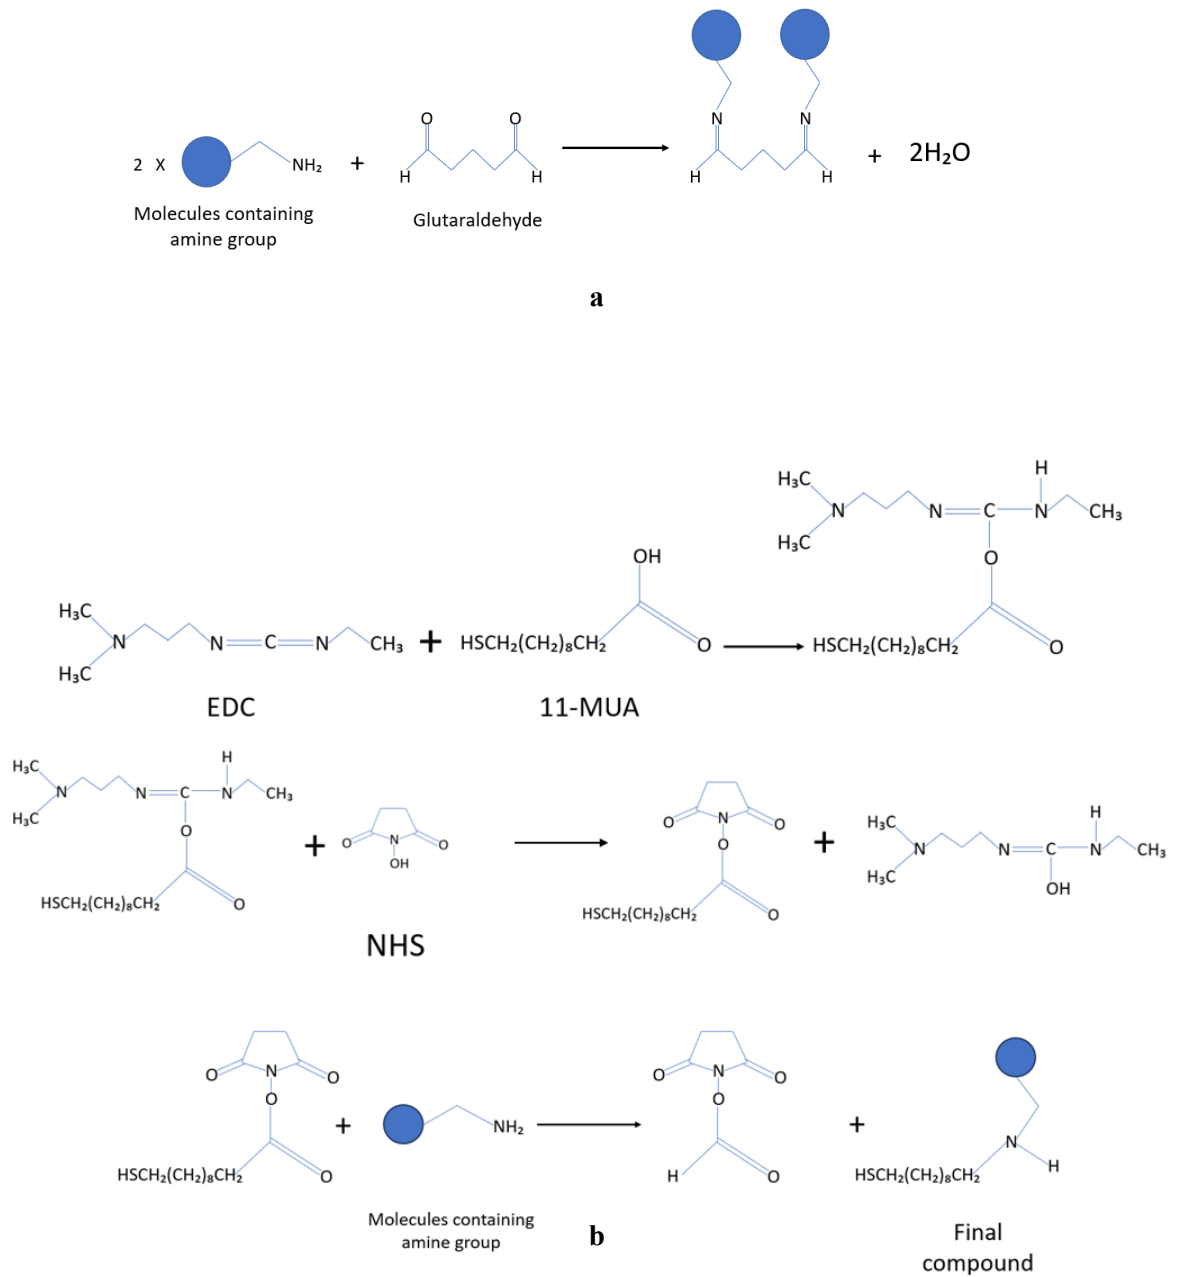 O O
2 X NH₂ + H H N N H H + 2H₂O
Molecules containing
amine group
Glutaraldehyde
a
H
H₃C
N N C N CH₃
H₃C
OH O
H₃C
N N C N CH₃ + HSCH₂(CH₂)₈CH₂ O HSCH₂(CH₂)₈CH₂ O
H₃C
EDC 11-MUA
H H
H₃C H₃C
N N C N CH₃ O N O N N C N CH₃
H₃C O + O N O O + H₃C OH
OH
HSCH₂(CH₂)₈CH₂ O HSCH₂(CH₂)₈CH₂ O
NHS
O N O O N O
O + NH₂ O + N
HSCH₂(CH₂)₈CH₂ O H O HSCH₂(CH₂)₈CH₂ H
Molecules containing
amine group
b
Final
compound